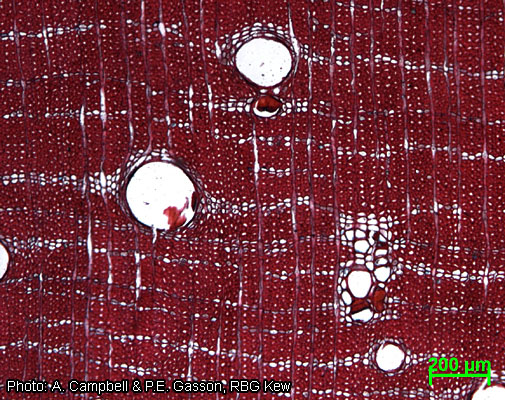 200 µm
Photo: A. Campbell & P.E. Gasson, RBG Kew